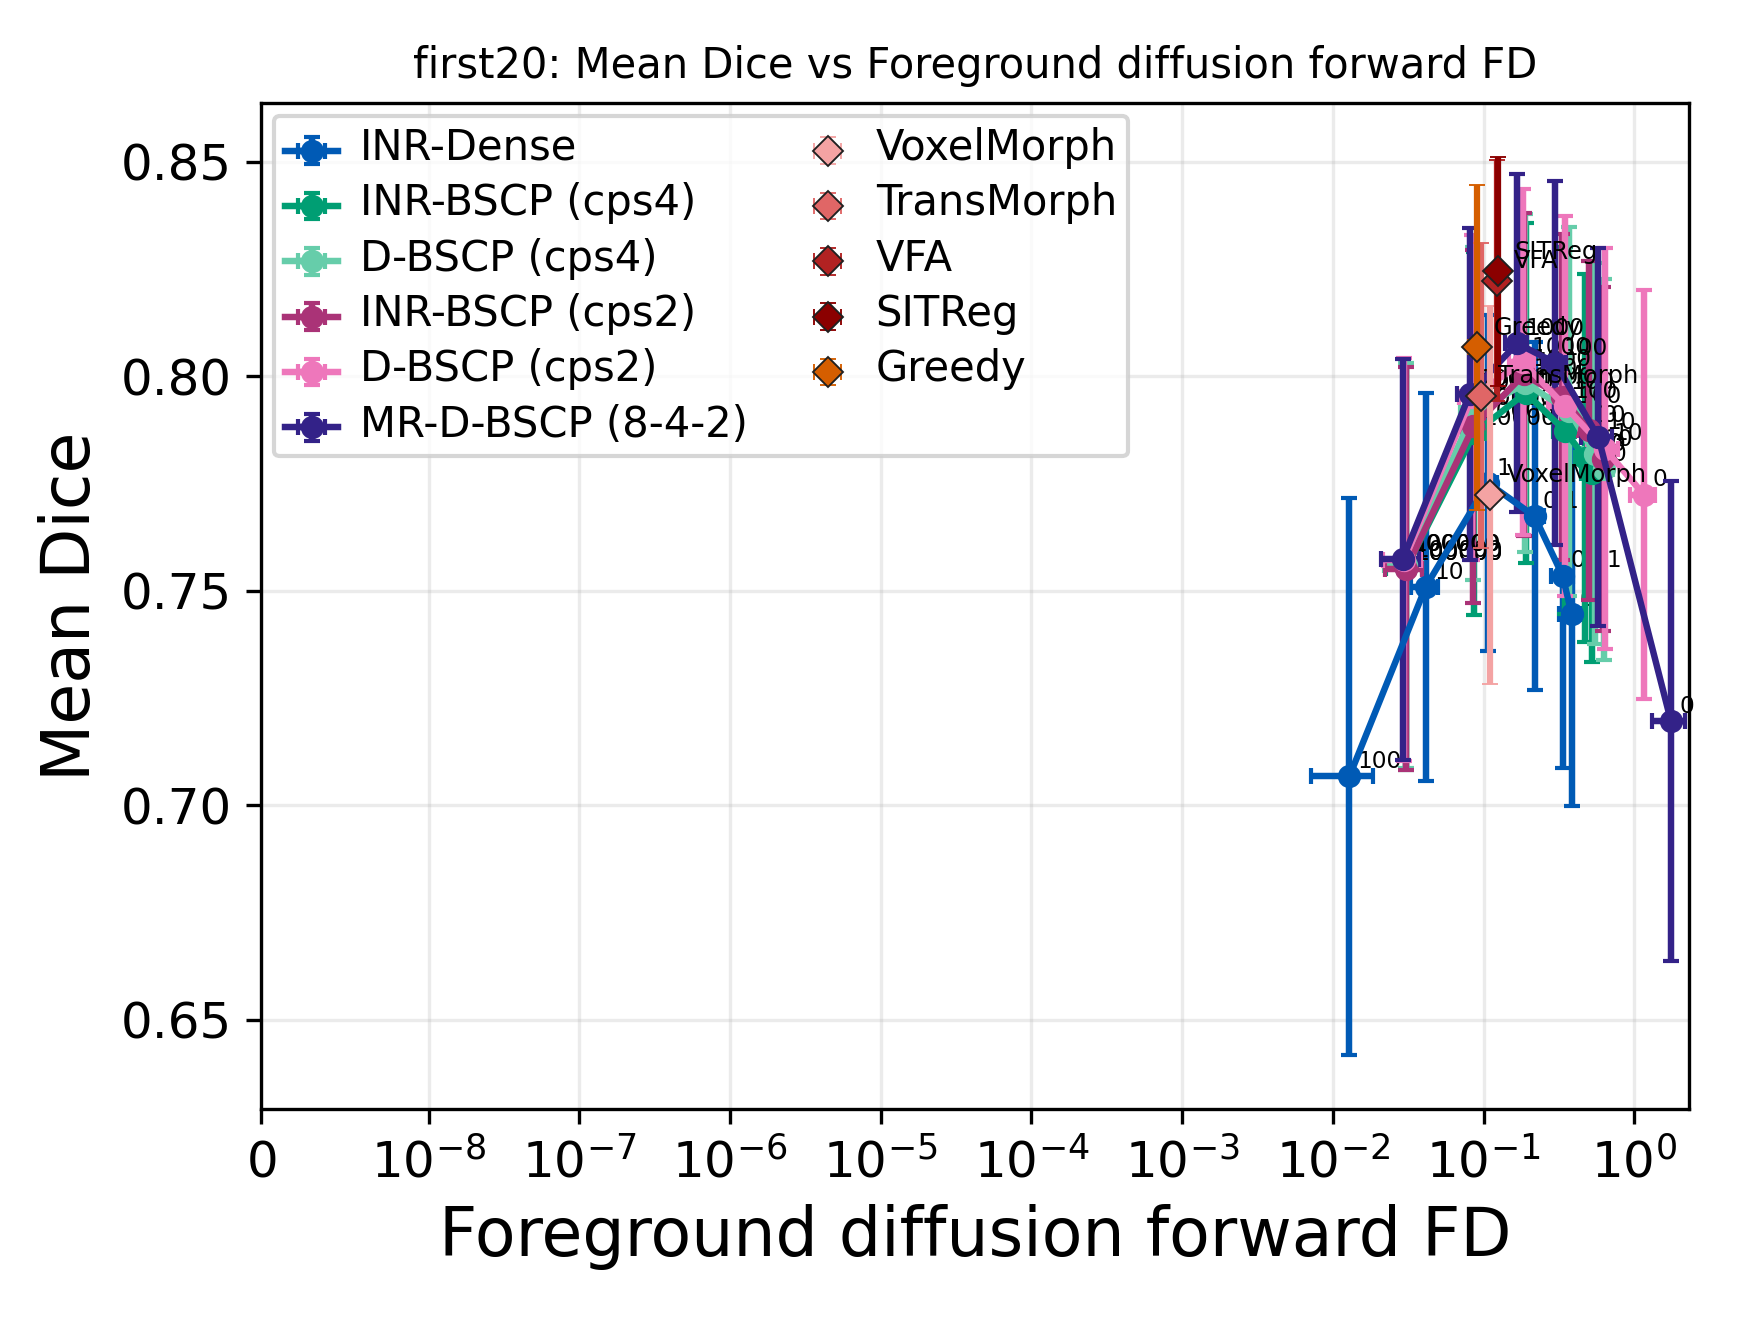 first20: Mean Dice vs Foreground diffusion forward FD
INR-Dense
INR-BSCP (cps4)
D-BSCP (cps4)
INR-BSCP (cps2)
D-BSCP (cps2)
MR-D-BSCP (8-4-2)
VoxelMorph
TransMorph
VFA
SITReg
Greedy
0.85
0.80
0.75
0.70
0.65
Mean Dice
SITReg
VFA
Greedy
TransMorph
VoxelMorph
1
10
100
0
0
0 10⁻⁸ 10⁻⁷ 10⁻⁶ 10⁻⁵ 10⁻⁴ 10⁻³ 10⁻² 10⁻¹ 10⁰
Foreground diffusion forward FD